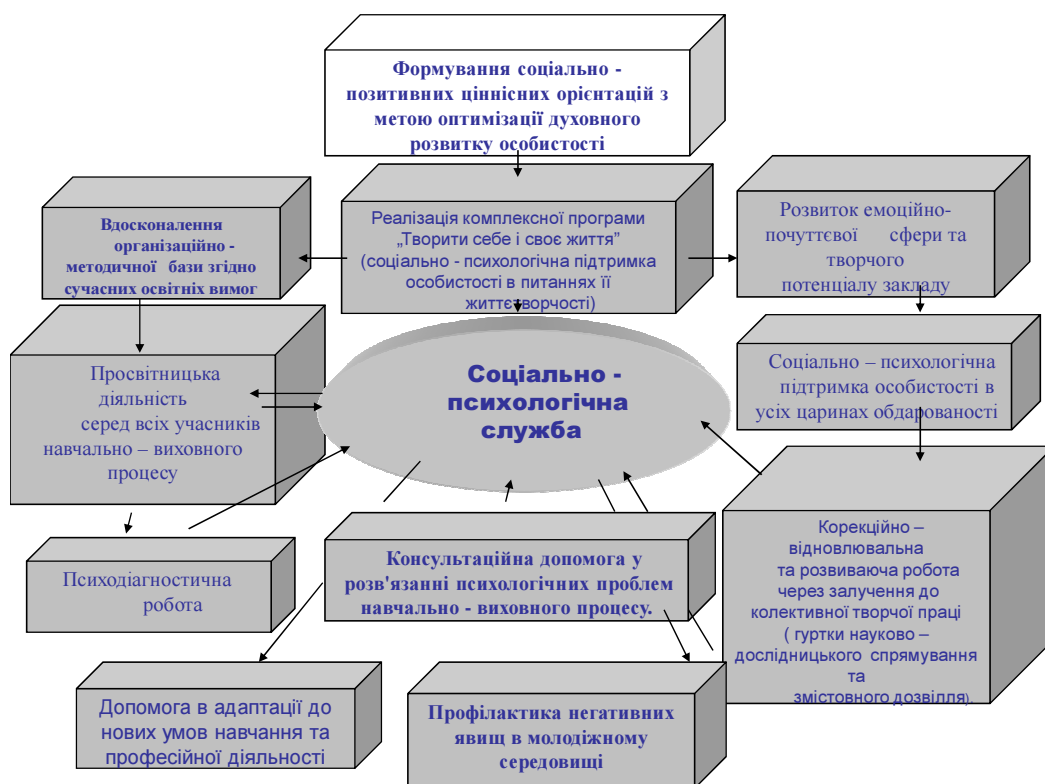 Формування соціально -
позитивних ціннісних орієнтацій з
метою оптимізації духовного
розвитку особистості
Вдосконалення
організаційно -
методичної бази згідно
сучасних освітніх вимог
Реалізація комплексної програми
„Творити себе і своє життя”
(соціально - психологічна підтримка
особистості в питаннях її
життєтворчості)
Розвиток емоційно-
почуттєвої сфери та
творчого
потенціалу закладу
Просвітницька
діяльність
серед всіх учасників
навчально – виховного
процесу
Соціально -
психологічна
служба
Соціально – психологічна
підтримка особистості в
усіх царинах обдарованості
Психодіагностична
робота
Консультаційна допомога у
розв'язанні психологічних проблем
навчально - виховного процесу.
Корекційно –
відновлювальна
та розвиваюча робота
через залучення до
колективної творчої праці
( гуртки науково –
дослідницького спрямування
та
змістовного дозвілля).
Допомога в адаптації до
нових умов навчання та
професійної діяльності
Профілактика негативних
явищ в молодіжному
середовищі